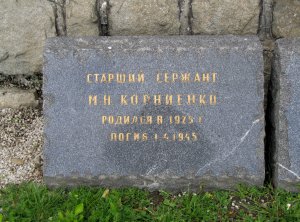 СТАРШИЙ СЕРЖАНТ
М.Н. КОРНИЕНКО
РОДИЛСЯ В 1925 Г.
ПОГИБ 1.4.1945